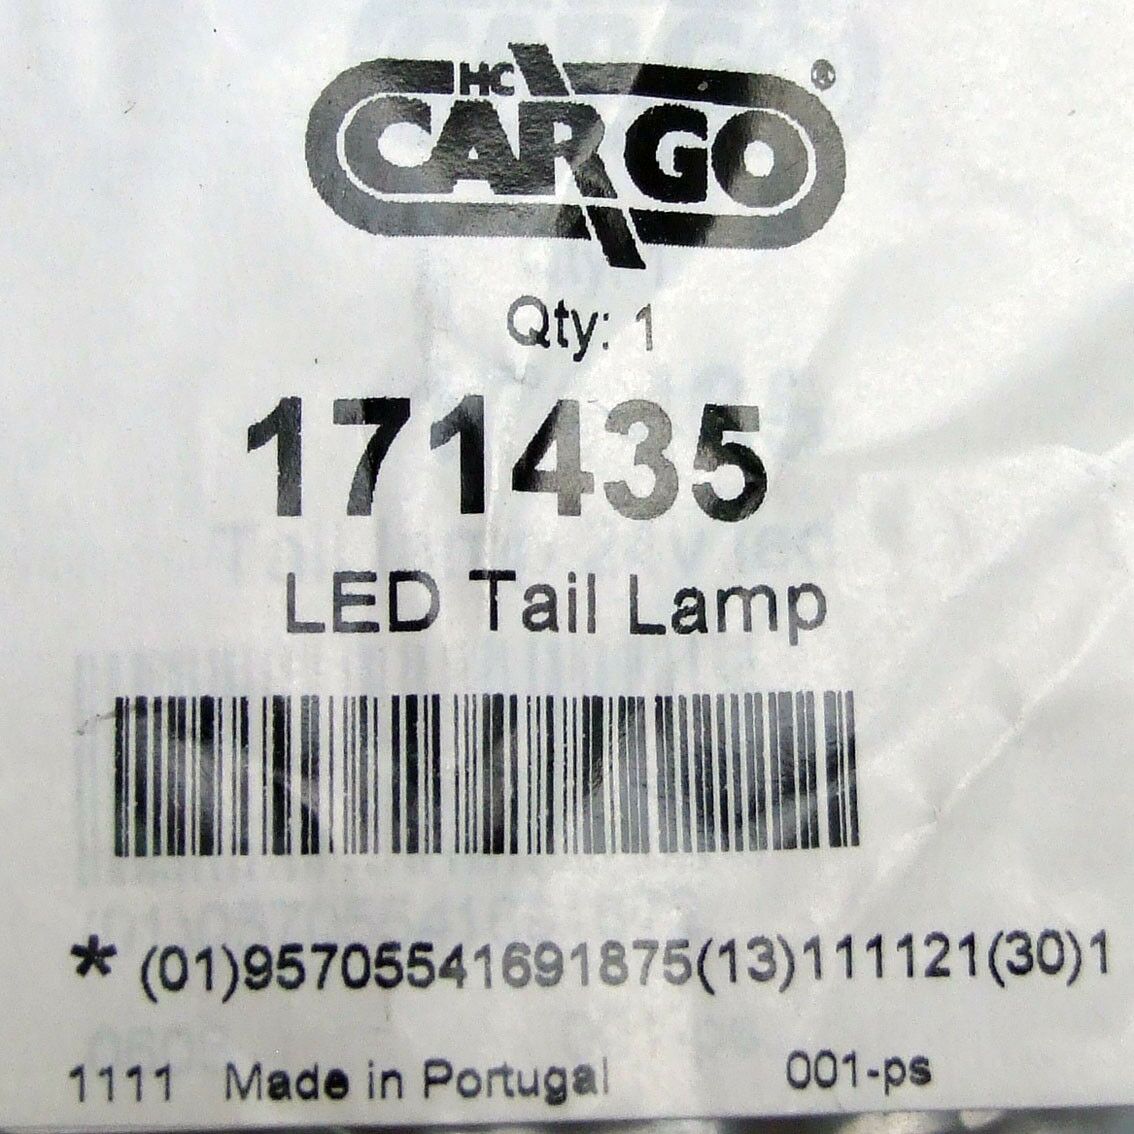 HC
CARGO®
Qty: 1
171435
LED Tail Lamp
* (01)95705541691875(13)111121(30)1
1111 Made in Portugal 001-ps